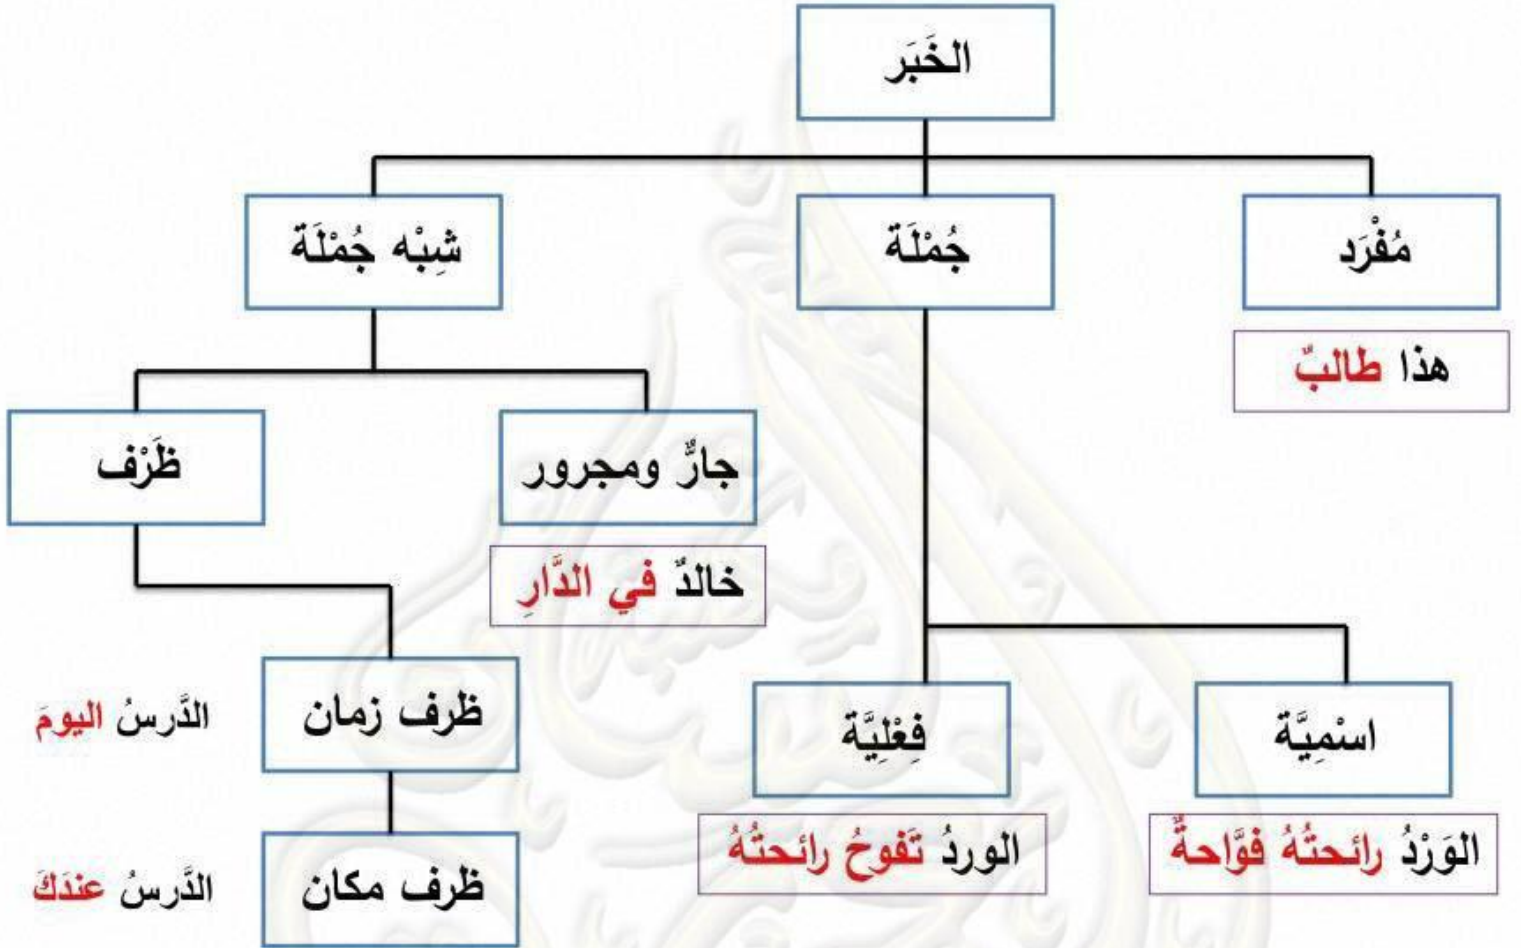 الخَبَر
مُفْرَد
جُمْلَة
شِبْه جُمْلَة
هذا طالبٌ
جارٌّ ومجرور
ظَرْف
خالدٌ في الدَّارِ
ظرف زمان
الدَّرسُ اليومَ
اسْمِيَّة
فِعْلِيَّة
الوَرْدُ رائحتُهُ فوَّاحةٌ
الوردُ تَفوحُ رائحتُهُ
ظرف مكان
الدَّرسُ عندَكَ